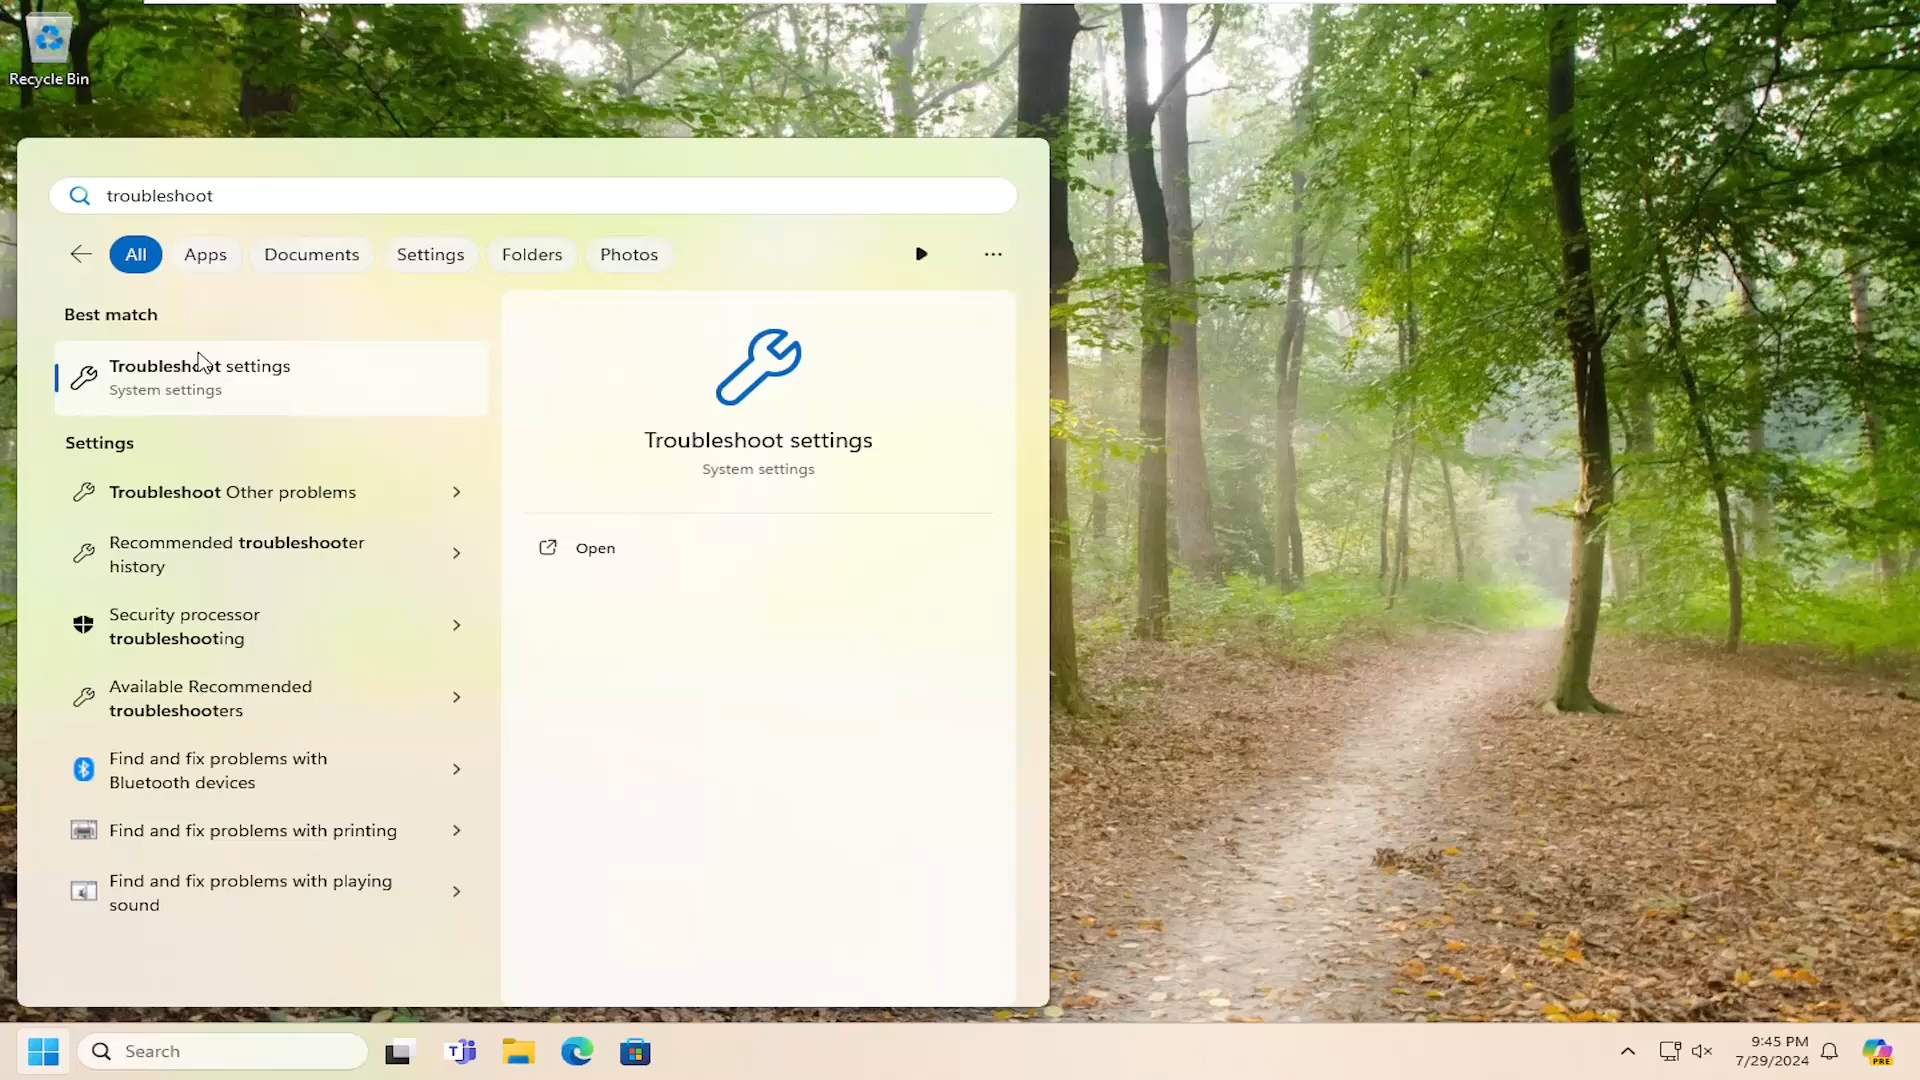 Recycle Bin
troubleshoot
All
Apps
Documents
Settings
Folders
Photos
Best match
Troubleshoot settings
System settings
Settings
Troubleshoot Other problems
Recommended troubleshooter
history
Security processor
troubleshooting
Available Recommended
troubleshooters
Find and fix problems with
Bluetooth devices
Find and fix problems with printing
Find and fix problems with playing
sound
Troubleshoot settings
System settings
Open
Search
T
9:45 PM
7/29/2024
PRE